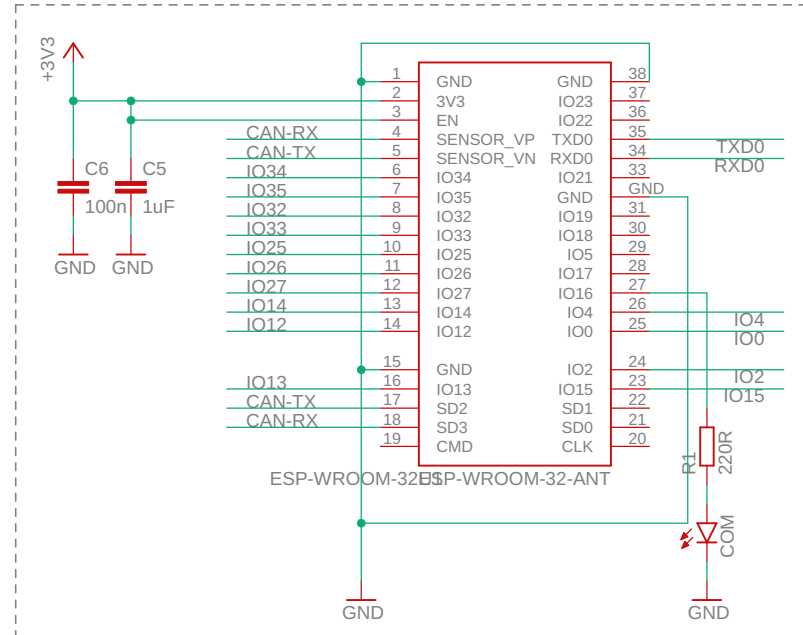 +3V3
C6
100n
C5
1uF
GND
GND
CAN-RX
CAN-TX
IO34
IO35
IO32
IO33
IO25
IO26
IO27
IO14
IO12
IO13
CAN-TX
CAN-RX
1 GND
2 3V3
3 EN
4 SENSOR_VP
5 SENSOR_VN
6 IO34
7 IO35
8 IO32
9 IO33
10 IO25
11 IO26
12 IO27
13 IO14
14 IO12
15 GND
16 IO13
17 SD2
18 SD3
19 CMD
GND 38
IO23 37
IO22 36
TXD0 35
RXD0 34
IO21 33
GND GND
IO19 31
IO18 30
IO5 29
IO17 28
IO16 27
IO4 26
IO0 25
IO2 24
IO15 23
SD1 22
SD0 21
CLK 20
TXD0
RXD0
IO4
IO0
IO2
IO15
ESP-WROOM-32
ESP-WROOM-32-ANT
R1
220R
COM
GND
GND